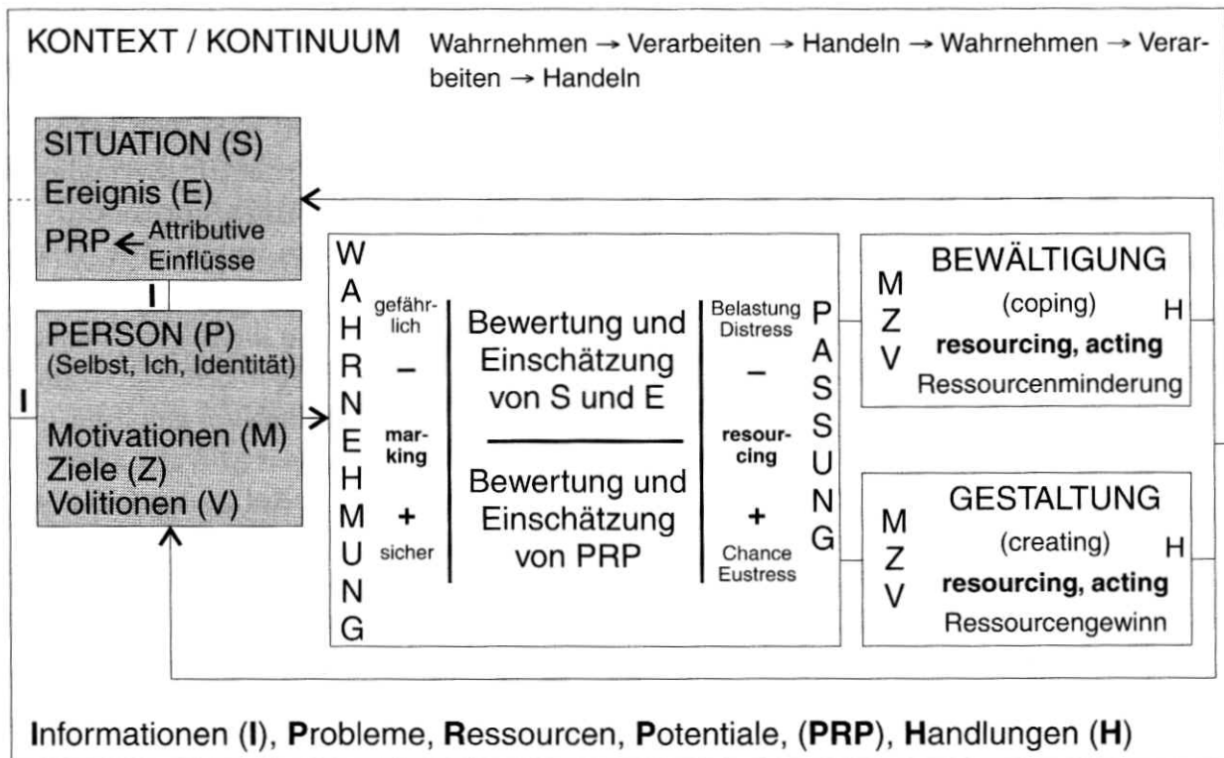 KONTEXT / KONTINUUM
Wahrnehmen → Verarbeiten → Handeln → Wahrnehmen → Verar-
beiten → Handeln
SITUATION (S)
Ereignis (E)
PRP
Attributive
Einflüsse
I
PERSON (P)
(Selbst, Ich, Identität)
I
Motivationen (M)
Ziele (Z)
Volitionen (V)
WAHRNEHMUNG
gefähr-
lich
–
mar-
king
+
sicher
Bewertung und
Einschätzung
von S und E
Bewertung und
Einschätzung
von PRP
Belastung
Distress
–
resour-
cing
+
Chance
Eustress
PASSUNG
M
Z
V
BEWÄLTIGUNG
(coping)
H
resourcing, acting
Ressourcenminderung
M
Z
V
GESTALTUNG
(creating)
H
resourcing, acting
Ressourcengewinn
Informationen (I), Probleme, Ressourcen, Potentiale, (PRP), Handlungen (H)